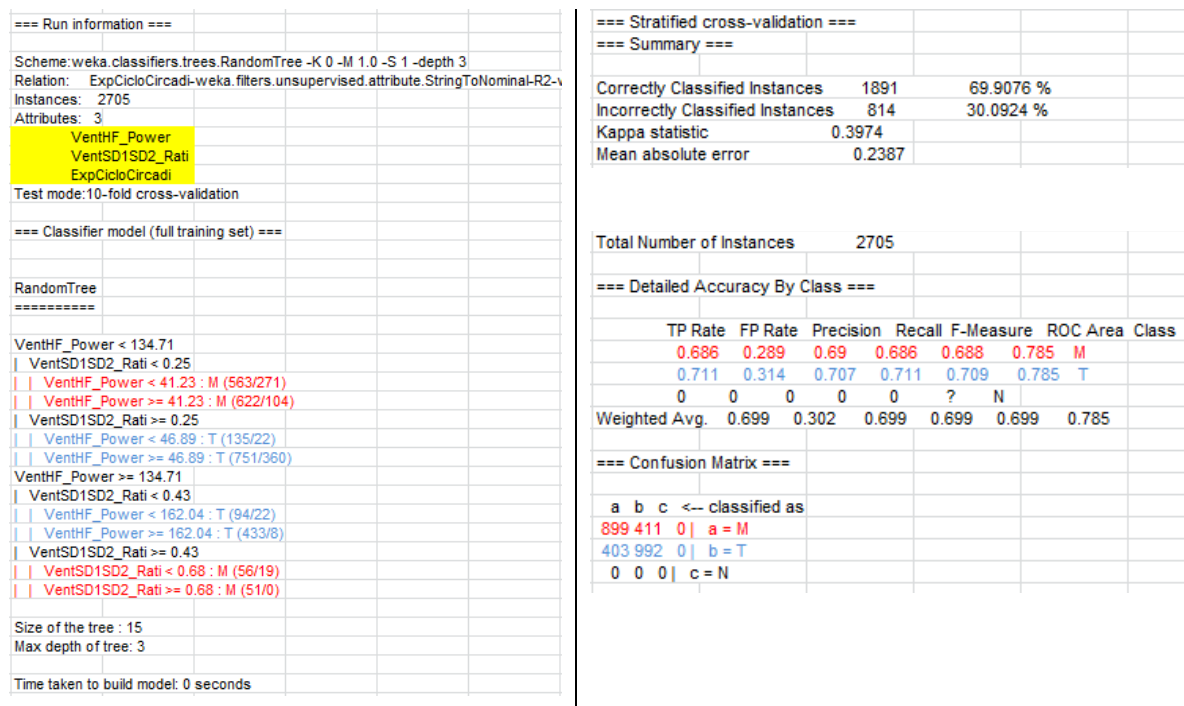 === Run information ===
Scheme:weka.classifiers.trees.RandomTree -K 0 -M 1.0 -S 1 -depth 3
Relation: ExpCicloCircadi-weka.filters.unsupervised.attribute.StringToNominal-R2-
Instances: 2705
Attributes: 3
VentHF_Power
VentSD1SD2_Rati
ExpCicloCircadi
Test mode:10-fold cross-validation
=== Classifier model (full training set) ===
RandomTree
==========
VentHF_Power < 134.71
| VentSD1SD2_Rati < 0.25
| | VentHF_Power < 41.23 : M (563/271)
| | VentHF_Power >= 41.23 : M (622/104)
| VentSD1SD2_Rati >= 0.25
| | VentHF_Power < 46.89 : T (135/22)
| | VentHF_Power >= 46.89 : T (751/360)
VentHF_Power >= 134.71
| VentSD1SD2_Rati < 0.43
| | VentHF_Power < 162.04 : T (94/22)
| | VentHF_Power >= 162.04 : T (433/8)
| VentSD1SD2_Rati >= 0.43
| | VentSD1SD2_Rati < 0.68 : M (56/19)
| | VentSD1SD2_Rati >= 0.68 : M (51/0)
Size of the tree : 15
Max depth of tree: 3
Time taken to build model: 0 seconds
=== Stratified cross-validation ===
=== Summary ===
Correctly Classified Instances 1891 69.9076 %
Incorrectly Classified Instances 814 30.0924 %
Kappa statistic 0.3974
Mean absolute error 0.2387
Total Number of Instances 2705
=== Detailed Accuracy By Class ===
TP Rate FP Rate Precision Recall F-Measure ROC Area Class
0.686 0.289 0.69 0.686 0.688 0.785 M
0.711 0.314 0.707 0.711 0.709 0.785 T
0 0 0 0 0 ? N
Weighted Avg. 0.699 0.302 0.699 0.699 0.699 0.785
=== Confusion Matrix ===
a b c <-- classified as
899 411 0 | a = M
403 992 0 | b = T
0 0 0 | c = N